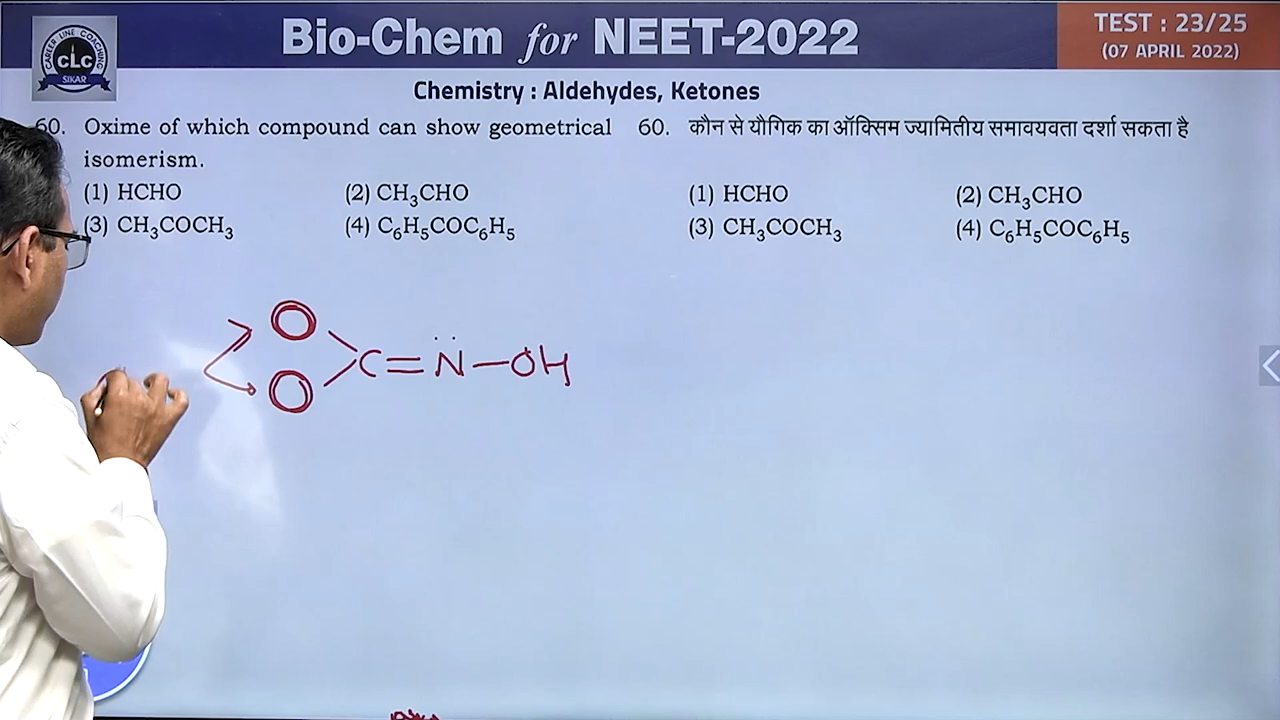 CAREER LINE COACHING
CLC
SIKAR
Bio-Chem for NEET-2022
TEST : 23/25
(07 APRIL 2022)
Chemistry : Aldehydes, Ketones
60. Oxime of which compound can show geometrical
isomerism.
(1) HCHO (2) CH₃CHO
(3) CH₃COCH₃ (4) C₆H₅COC₆H₅
60. कौन से यौगिक का ऑक्सिम ज्यामितीय समावयवता दर्शा सकता है
(1) HCHO (2) CH₃CHO
(3) CH₃COCH₃ (4) C₆H₅COC₆H₅
C=N-OH